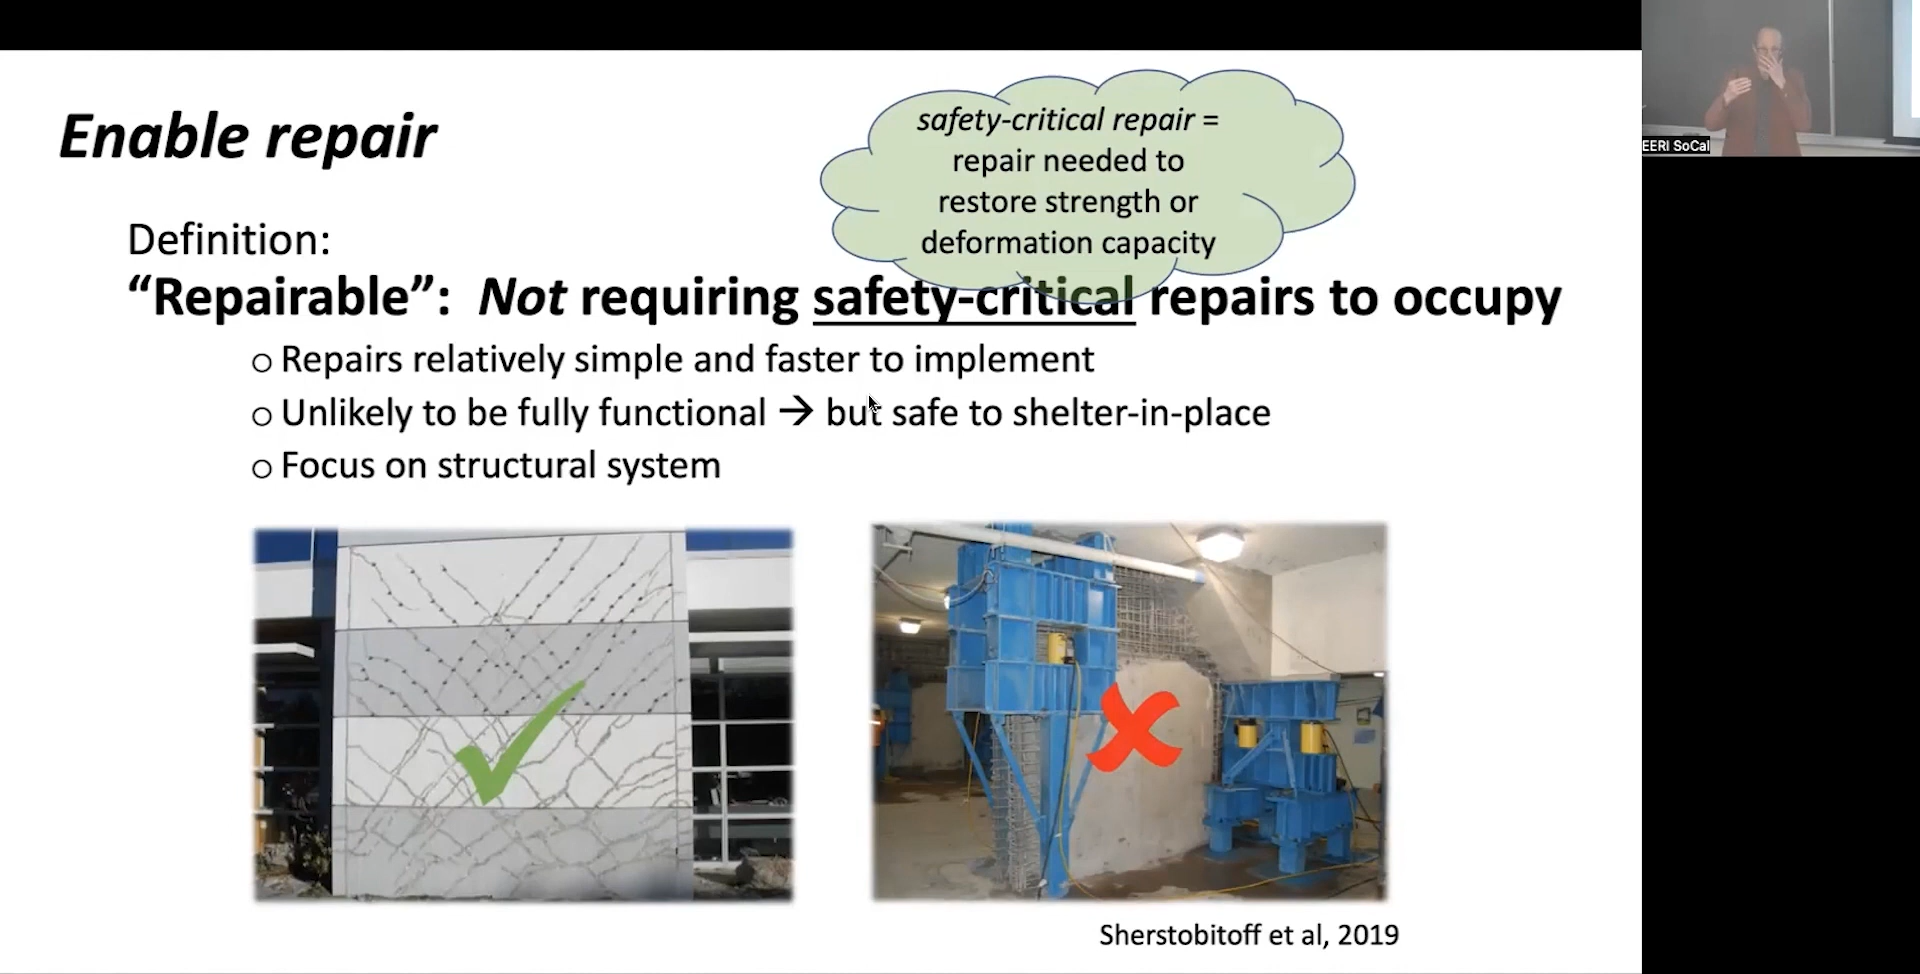 Enable repair
safety-critical repair =
repair needed to
restore strength or
deformation capacity
Definition:
“Repairable”: Not requiring safety-critical repairs to occupy
o Repairs relatively simple and faster to implement
o Unlikely to be fully functional → but safe to shelter-in-place
o Focus on structural system
Sherstobitoff et al, 2019
EERI SoCal